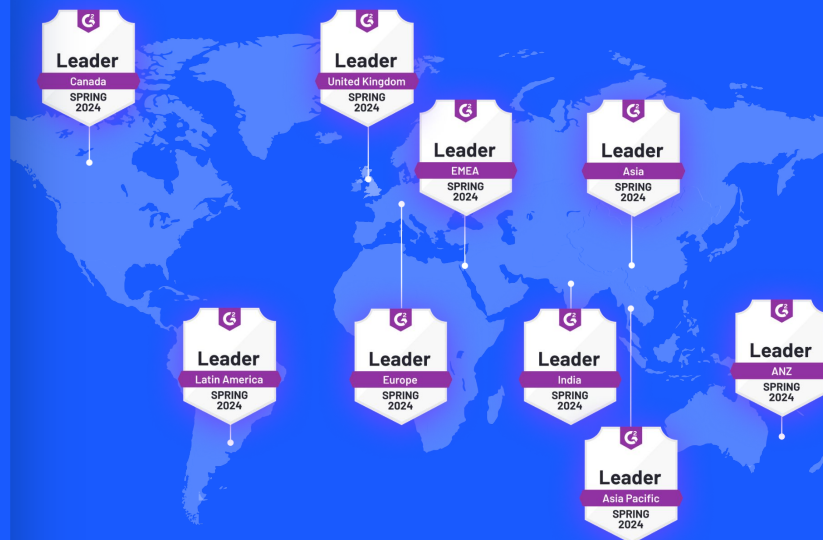 G2
Leader
Canada
SPRING
2024
G2
Leader
United Kingdom
SPRING
2024
G2
Leader
EMEA
SPRING
2024
G2
Leader
Asia
SPRING
2024
G2
Leader
Latin America
SPRING
2024
G2
Leader
Europe
SPRING
2024
G2
Leader
India
SPRING
2024
G2
Leader
ANZ
SPRING
2024
G2
Leader
Asia Pacific
SPRING
2024